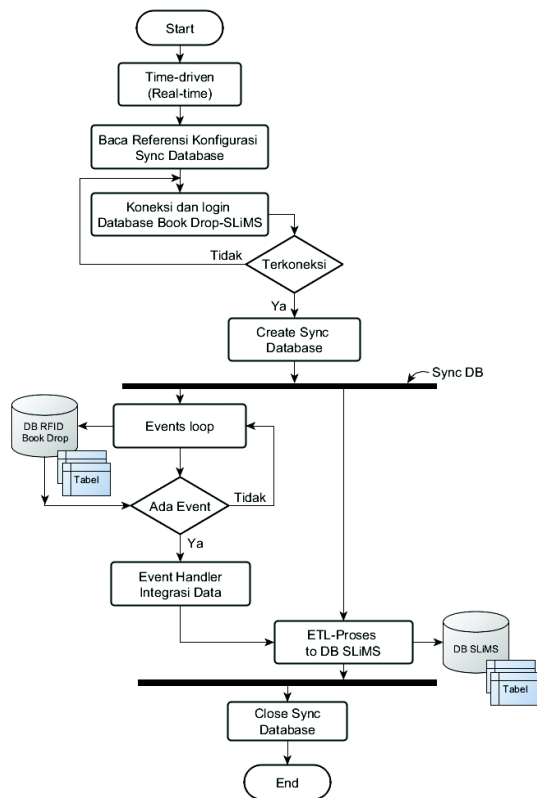 Start
Time-driven
(Real-time)
Baca Referensi Konfigurasi
Sync Database
Koneksi dan login
Database Book Drop-SLiMS
Tidak
Terkoneksi
Ya
Create Sync
Database
Sync DB
DB RFID
Book Drop
Tabel
Events loop
Ada Event
Tidak
Ya
Event Handler
Integrasi Data
ETL-Proses
to DB SLiMS
DB SLiMS
Tabel
Close Sync
Database
End